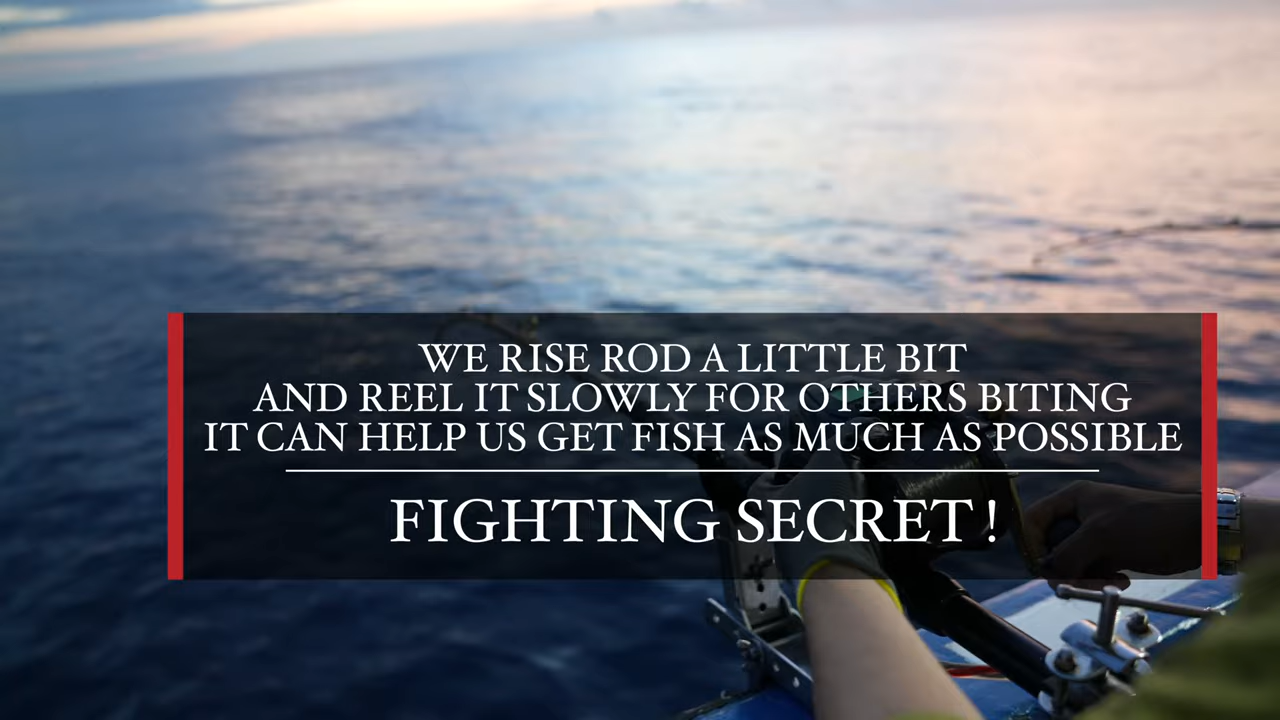 WE RISE ROD A LITTLE BIT
AND REEL IT SLOWLY FOR OTHERS BITING
IT CAN HELP US GET FISH AS MUCH AS POSSIBLE
FIGHTING SECRET !